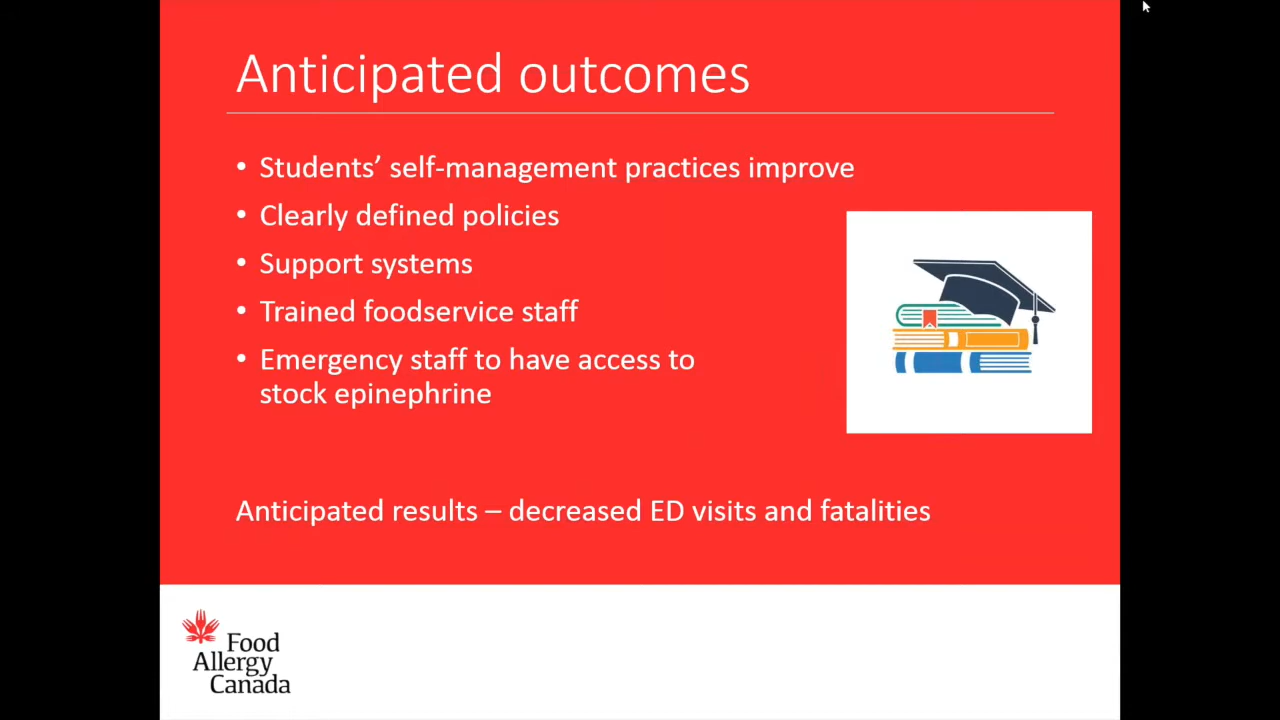 Anticipated outcomes
• Students’ self-management practices improve
• Clearly defined policies
• Support systems
• Trained foodservice staff
• Emergency staff to have access to
stock epinephrine
Anticipated results – decreased ED visits and fatalities
Food
Allergy
Canada